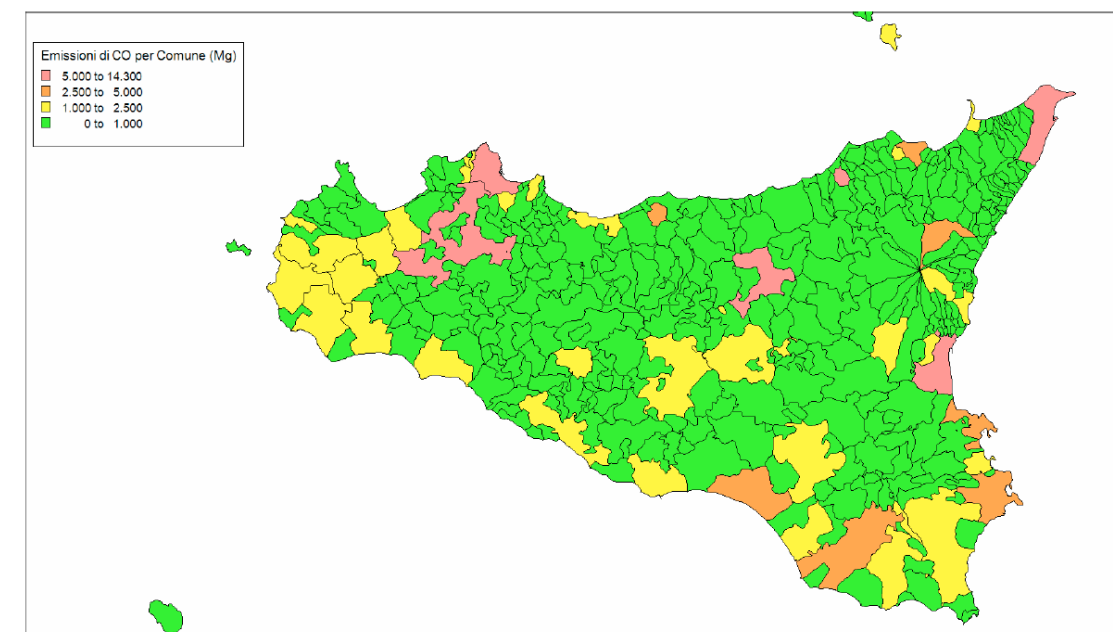 Emissioni di CO per Comune (Mg)
5.000 to 14.300
2.500 to 5.000
1.000 to 2.500
0 to 1.000